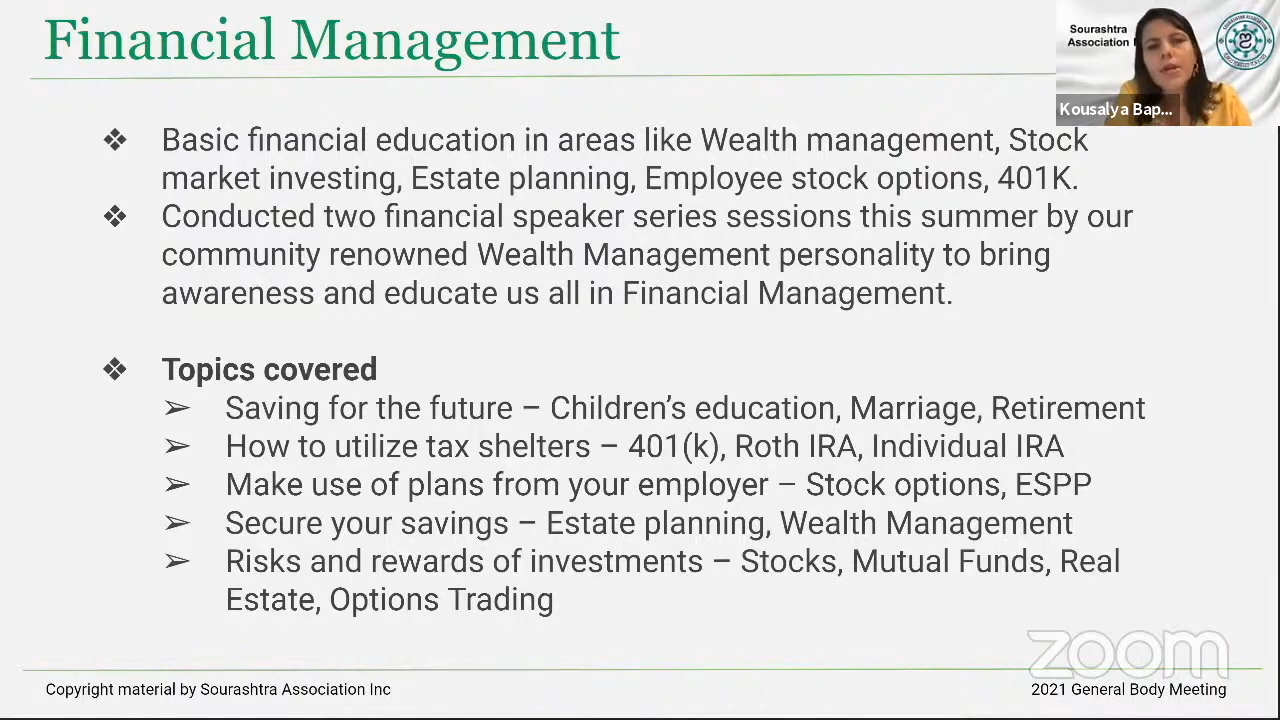 Financial Management
Sourashtra
Association
Kousalya Bap...
❖ Basic financial education in areas like Wealth management, Stock
market investing, Estate planning, Employee stock options, 401K.
❖ Conducted two financial speaker series sessions this summer by our
community renowned Wealth Management personality to bring
awareness and educate us all in Financial Management.
❖ Topics covered
➢ Saving for the future – Children’s education, Marriage, Retirement
➢ How to utilize tax shelters – 401(k), Roth IRA, Individual IRA
➢ Make use of plans from your employer – Stock options, ESPP
➢ Secure your savings – Estate planning, Wealth Management
➢ Risks and rewards of investments – Stocks, Mutual Funds, Real
Estate, Options Trading
zoom
Copyright material by Sourashtra Association Inc
2021 General Body Meeting